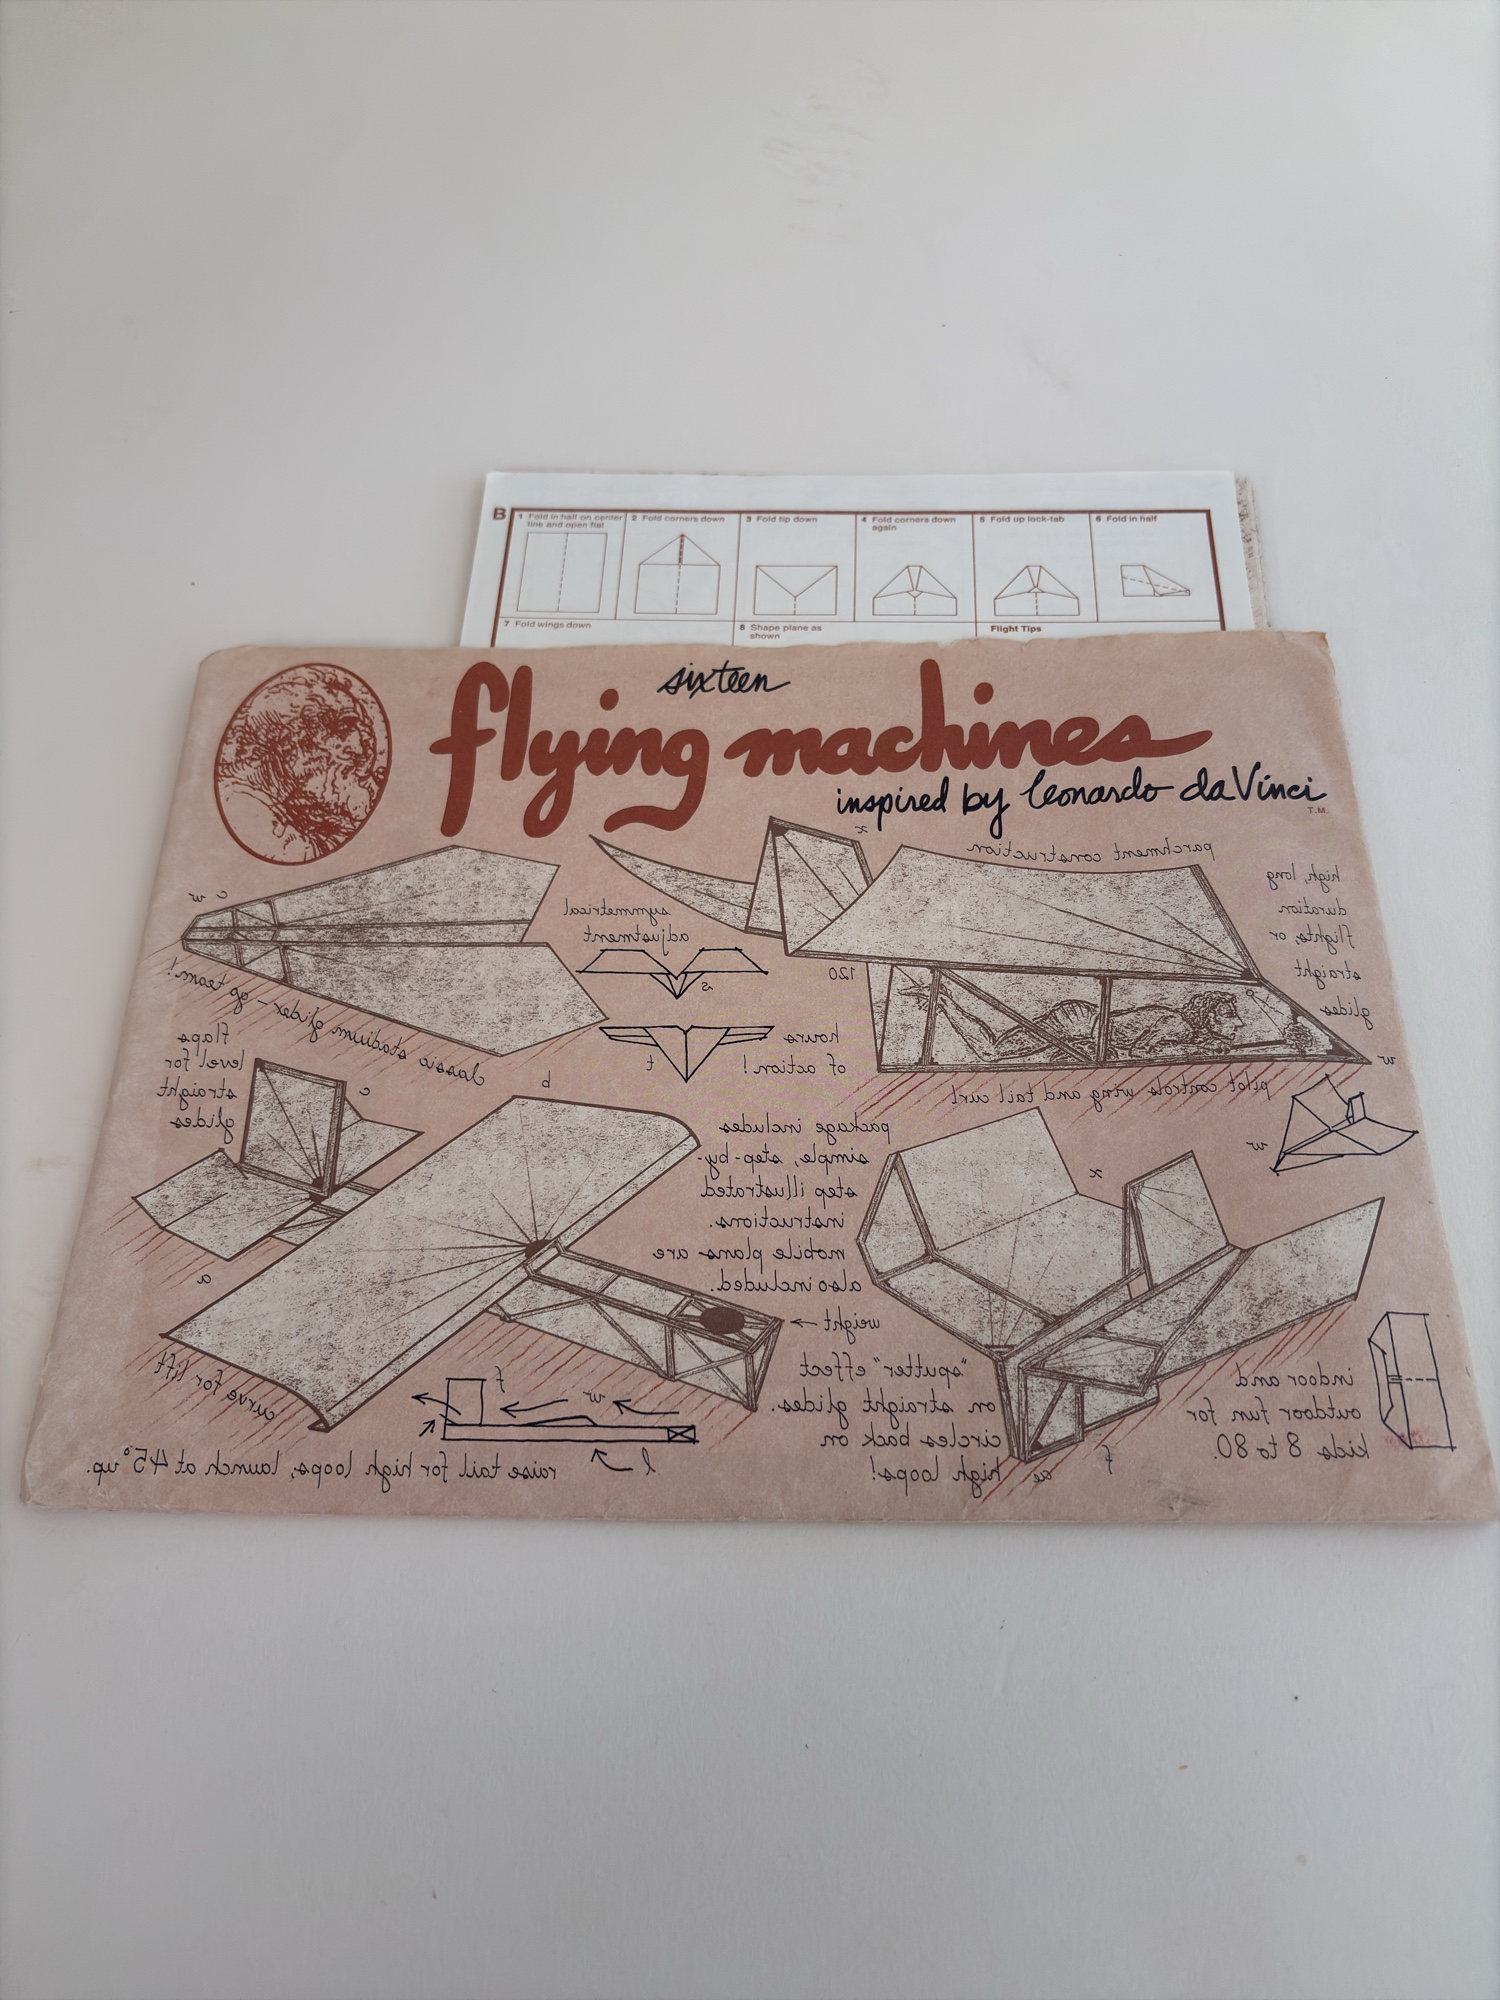 B
1 Fold in half on center
line and open flat
2 Fold corners down
3 Fold tip down
4 Fold corners down
again
5 Fold up lock-tab
6 Fold in half
7 Fold wings down
8 Shape plane as
shown
Flight Tips
sixteen
flying machines
inspired by Leonardo da Vinci
T.M.
x
parchment construction
high, long
duration
flights, or
straight
glides
c
w
symmetrical
adjustment
s
120
classic stadium glider - go team!
flaps
level for
straight
glides
c
t
hours
of action!
w
pilot controls wing and tail curl
b
package includes
simple, step-by-
step illustrated
instructions.
mobile plans are
also included.
x
w
a
weight →
curve for lift
f
w
"sputter" effect
on straight glides.
circles back on
high loops!
indoor and
outdoor fun for
kids 8 to 80.
raise tail for high loops, launch at 45° up.
l
f